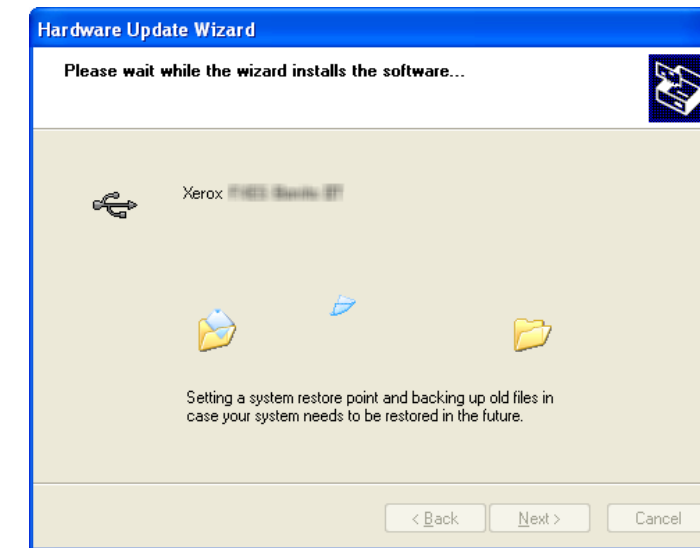 Hardware Update Wizard
Please wait while the wizard installs the software...
Xerox
Setting a system restore point and backing up old files in
case your system needs to be restored in the future.
< Back Next > Cancel